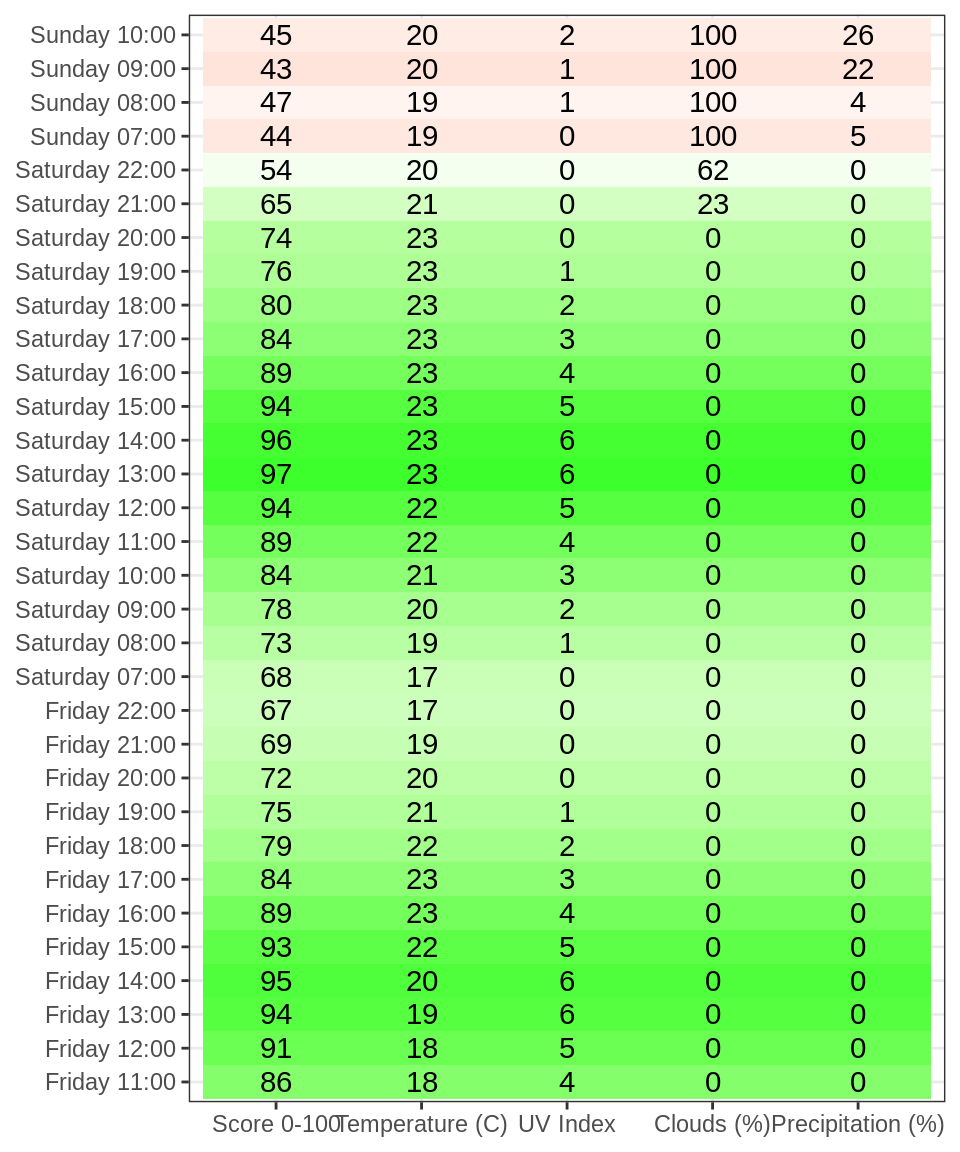 Sunday 10:00 45 20 2 100 26
Sunday 09:00 43 20 1 100 22
Sunday 08:00 47 19 1 100 4
Sunday 07:00 44 19 0 100 5
Saturday 22:00 54 20 0 62 0
Saturday 21:00 65 21 0 23 0
Saturday 20:00 74 23 0 0 0
Saturday 19:00 76 23 1 0 0
Saturday 18:00 80 23 2 0 0
Saturday 17:00 84 23 3 0 0
Saturday 16:00 89 23 4 0 0
Saturday 15:00 94 23 5 0 0
Saturday 14:00 96 23 6 0 0
Saturday 13:00 97 23 6 0 0
Saturday 12:00 94 22 5 0 0
Saturday 11:00 89 22 4 0 0
Saturday 10:00 84 21 3 0 0
Saturday 09:00 78 20 2 0 0
Saturday 08:00 73 19 1 0 0
Saturday 07:00 68 17 0 0 0
Friday 22:00 67 17 0 0 0
Friday 21:00 69 19 0 0 0
Friday 20:00 72 20 0 0 0
Friday 19:00 75 21 1 0 0
Friday 18:00 79 22 2 0 0
Friday 17:00 84 23 3 0 0
Friday 16:00 89 23 4 0 0
Friday 15:00 93 22 5 0 0
Friday 14:00 95 20 6 0 0
Friday 13:00 94 19 6 0 0
Friday 12:00 91 18 5 0 0
Friday 11:00 86 18 4 0 0
Score 0-100 Temperature (C) UV Index Clouds (%) Precipitation (%)